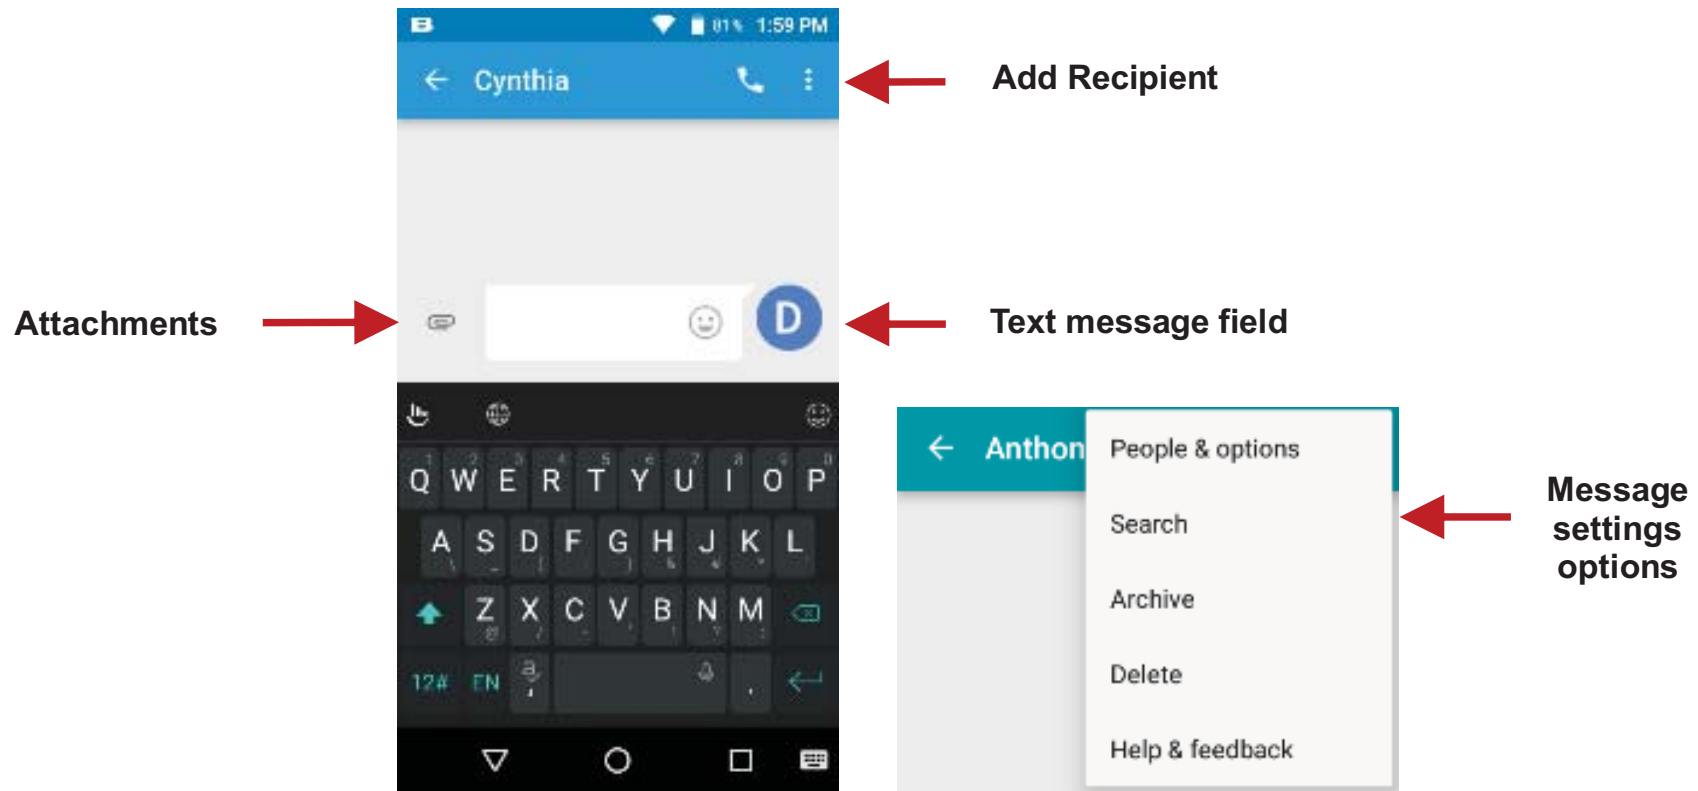 81% 1:59 PM
Cynthia
Add Recipient
Attachments
D
Text message field
Q W E R T Y U I O P
A S D F G H J K L
Z X C V B N M
12# EN ,
Anthon
People & options
Search
Archive
Delete
Help & feedback
Message
settings
options